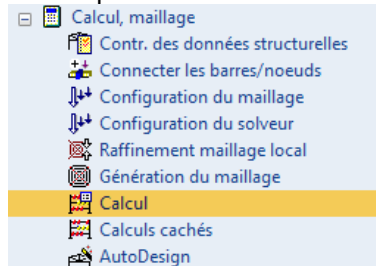 Calcul, maillage
Contr. des données structurelles
Connecter les barres/noeuds
Configuration du maillage
Configuration du solveur
Raffinement maillage local
Génération du maillage
Calcul
Calculs cachés
AutoDesign